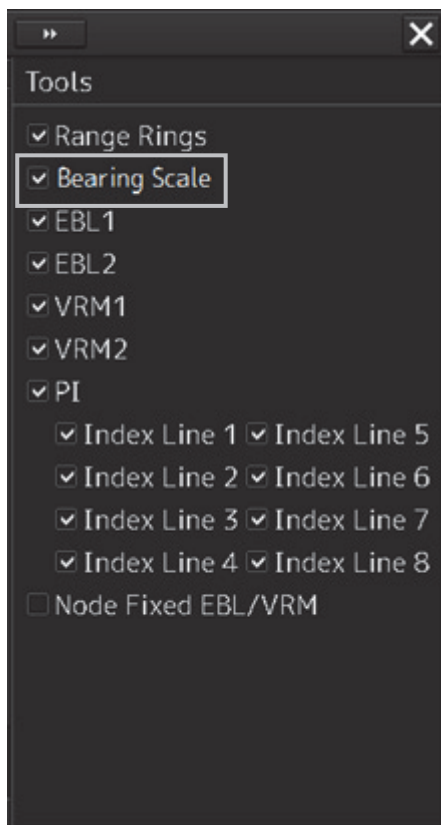 Tools
Range Rings
Bearing Scale
EBL1
EBL2
VRM1
VRM2
PI
Index Line 1 Index Line 5
Index Line 2 Index Line 6
Index Line 3 Index Line 7
Index Line 4 Index Line 8
Node Fixed EBL/VRM